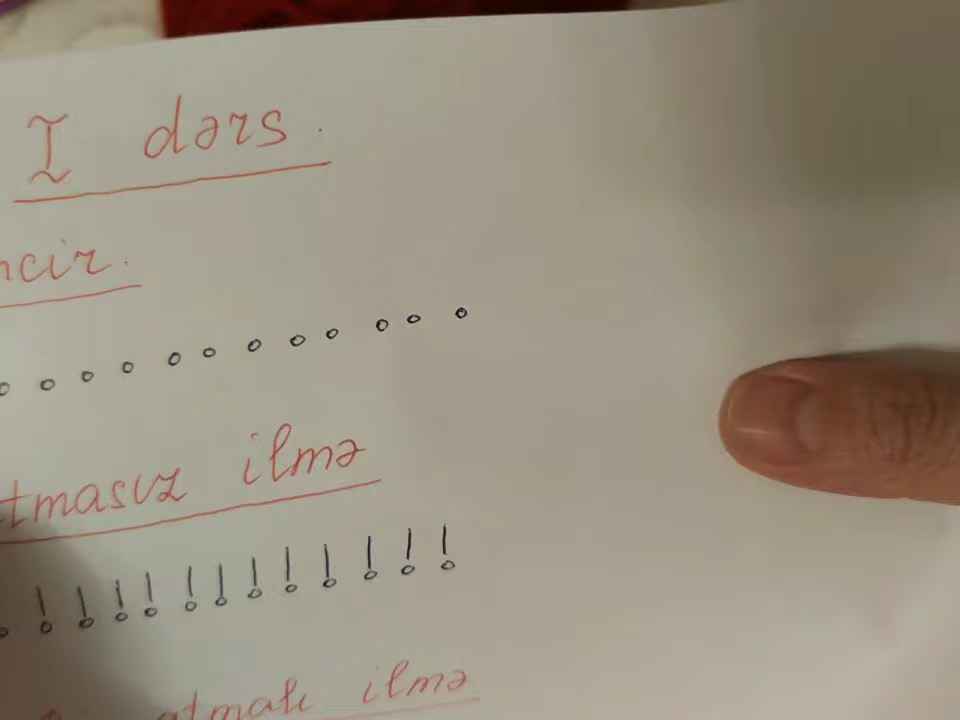 I dərs.
ncir.
tmasız ilmə
atmalı ilmə